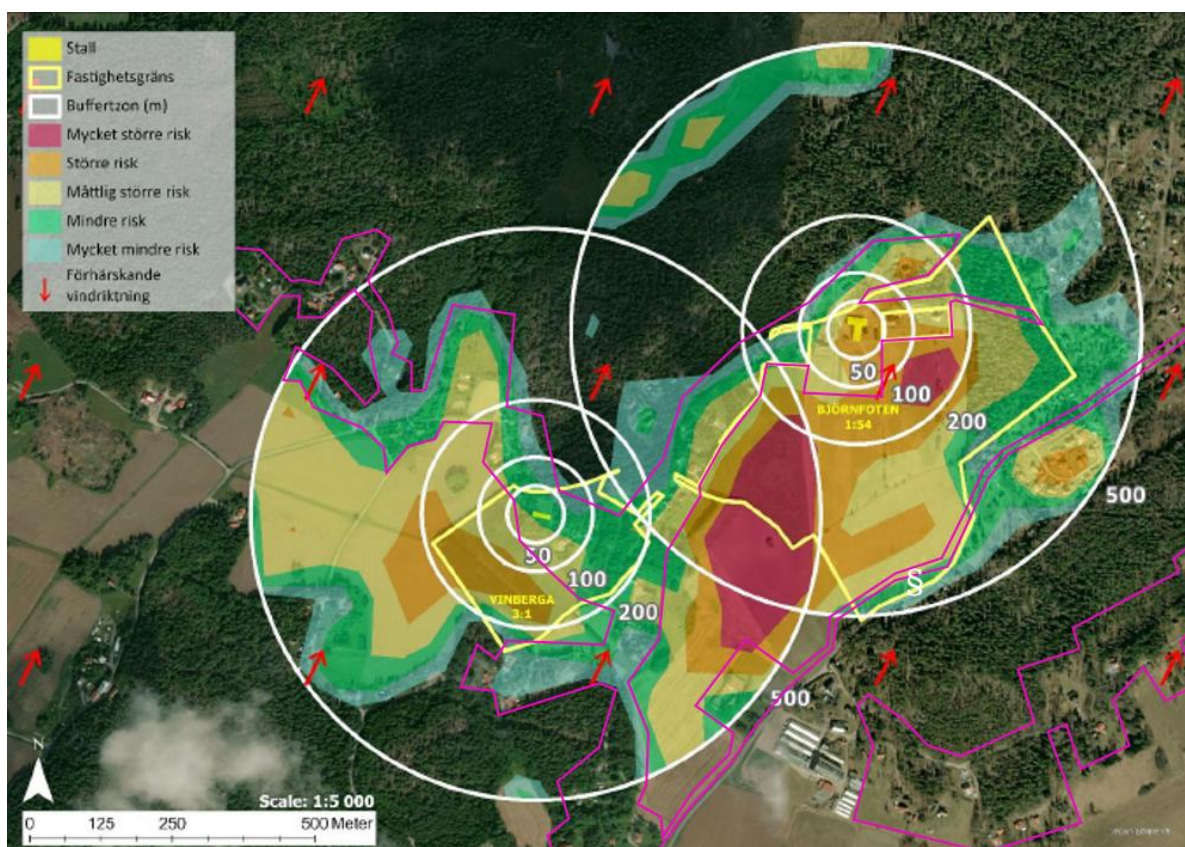 Stall
Fastighetsgräns
Buffertzon (m)
Mycket större risk
Större risk
Måttlig större risk
Mindre risk
Mycket mindre risk
Förhärskande
vindriktning
50
100
BJÖRNFOTEN
1:54
200
500
50
100
VINBERGA
3:1
200
§
500
N
Scale: 1:5 000
0 125 250 500 Meter